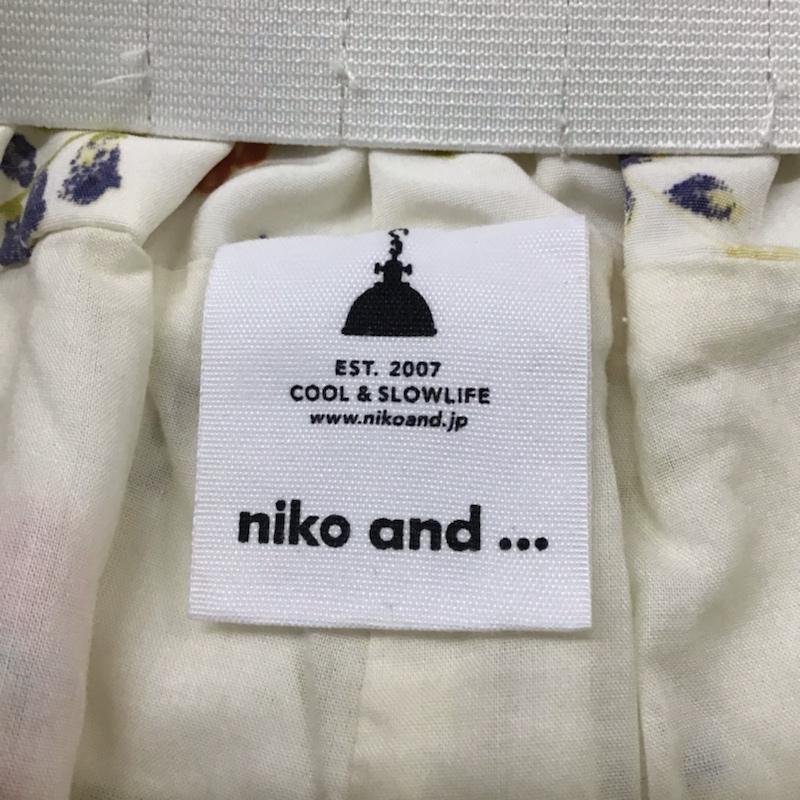 EST. 2007
COOL & SLOWLIFE
www.nikoand.jp
niko and ...